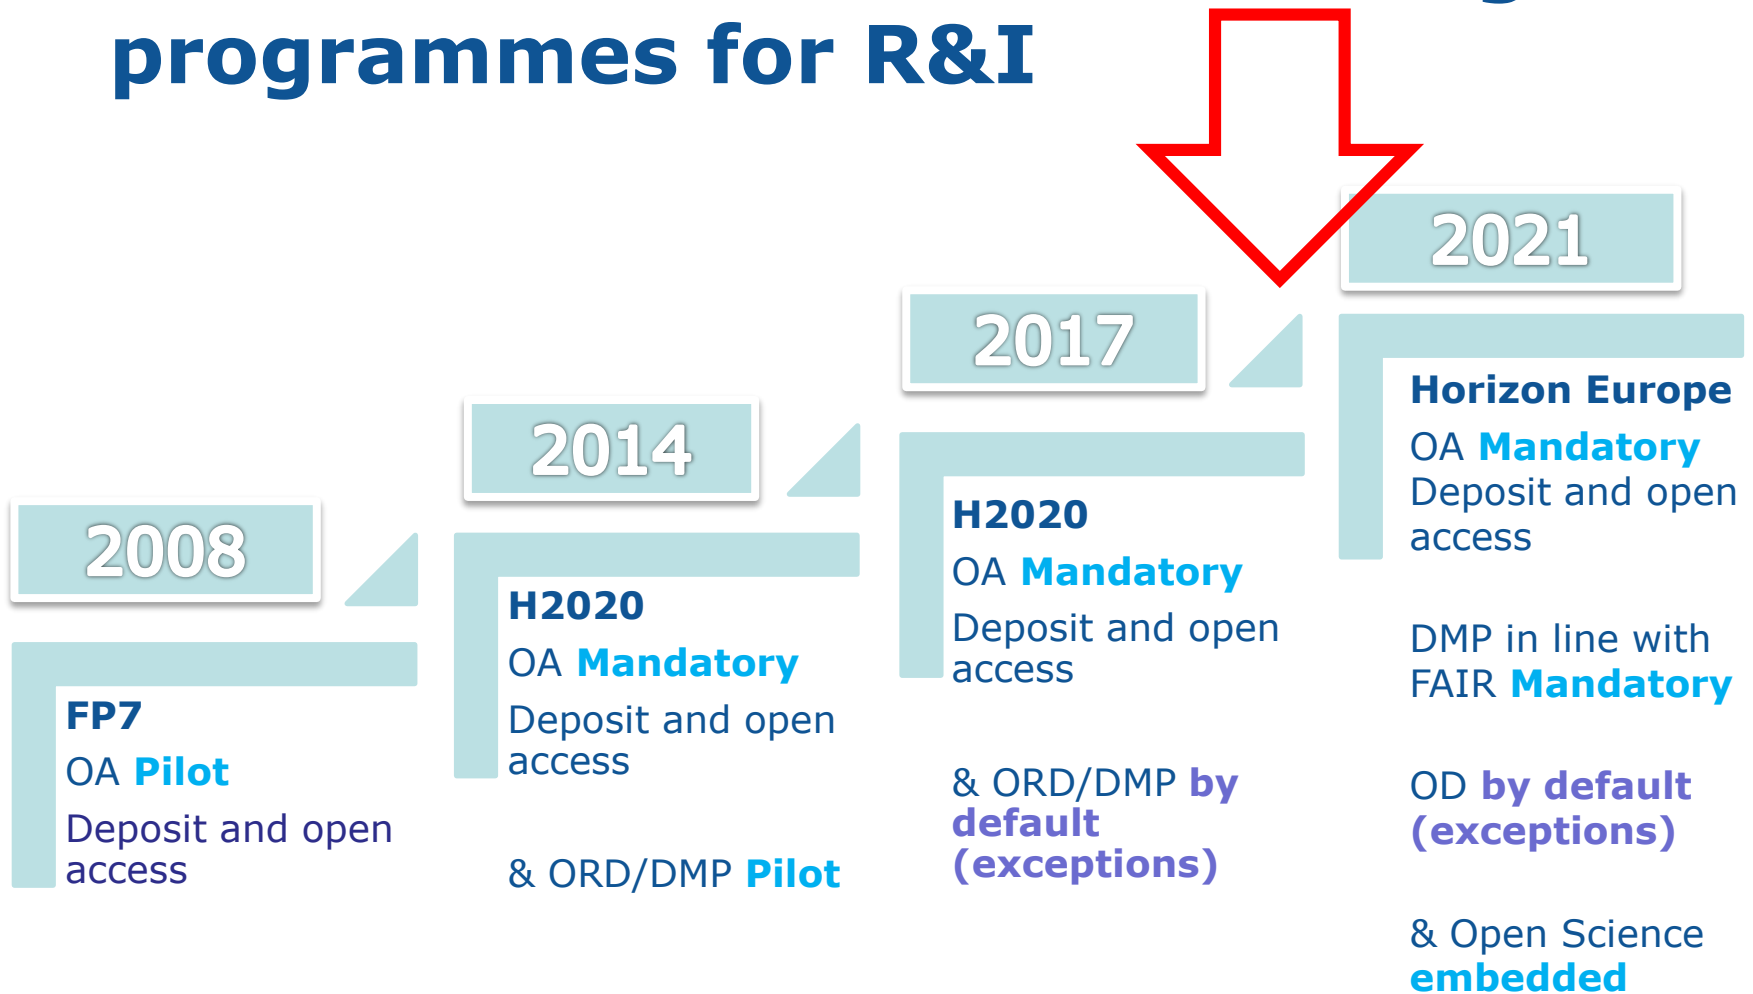 programmes for R&I
2008
FP7
OA Pilot
Deposit and open
access
2014
H2020
OA Mandatory
Deposit and open
access
& ORD/DMP Pilot
2017
H2020
OA Mandatory
Deposit and open
access
& ORD/DMP by
default
(exceptions)
2021
Horizon Europe
OA Mandatory
Deposit and open
access
DMP in line with
FAIR Mandatory
OD by default
(exceptions)
& Open Science
embedded